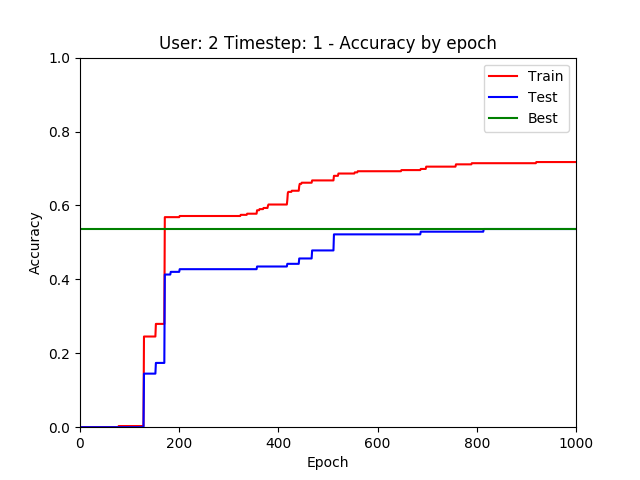 User: 2 Timestep: 1 - Accuracy by epoch
Train
Test
Best
Accuracy
1.0
0.8
0.6
0.4
0.2
0.0
0 200 400 600 800 1000
Epoch